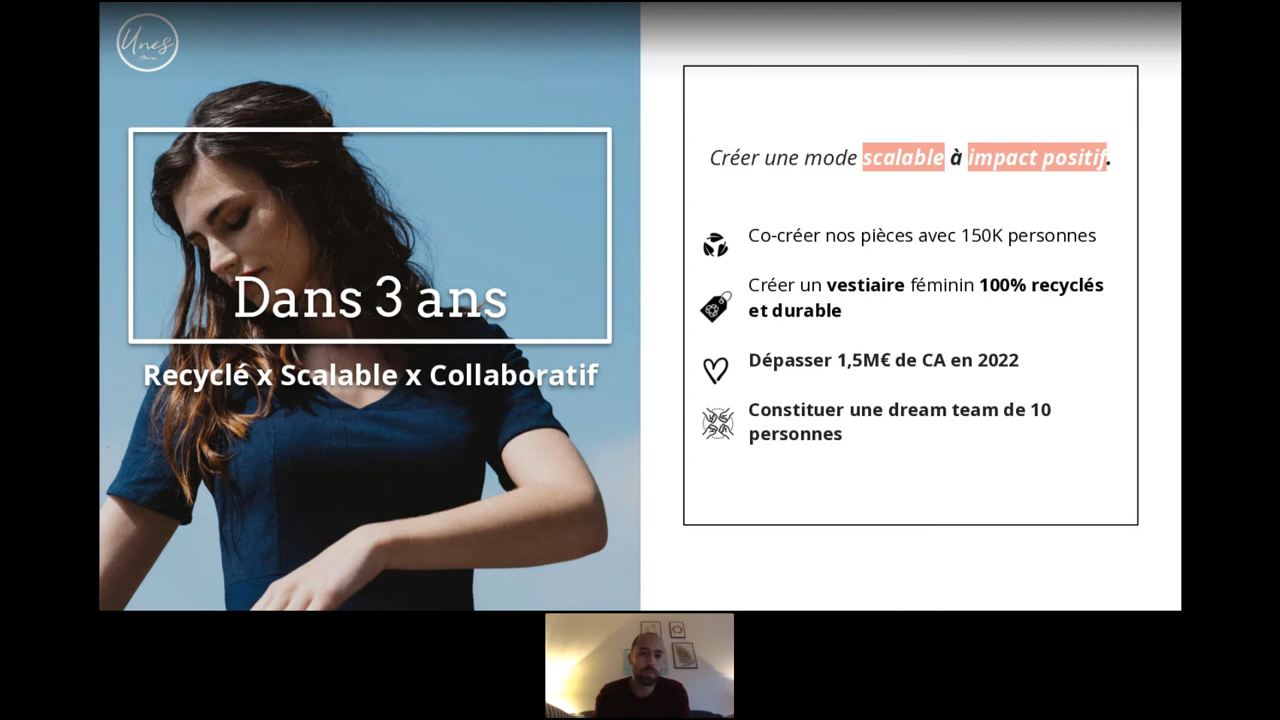 Unes
Dans 3 ans
Recyclé x Scalable x Collaboratif
Créer une mode scalable à impact positif.
Co-créer nos pièces avec 150K personnes
Créer un vestiaire féminin 100% recyclés
et durable
Dépasser 1,5M€ de CA en 2022
Constituer une dream team de 10
personnes